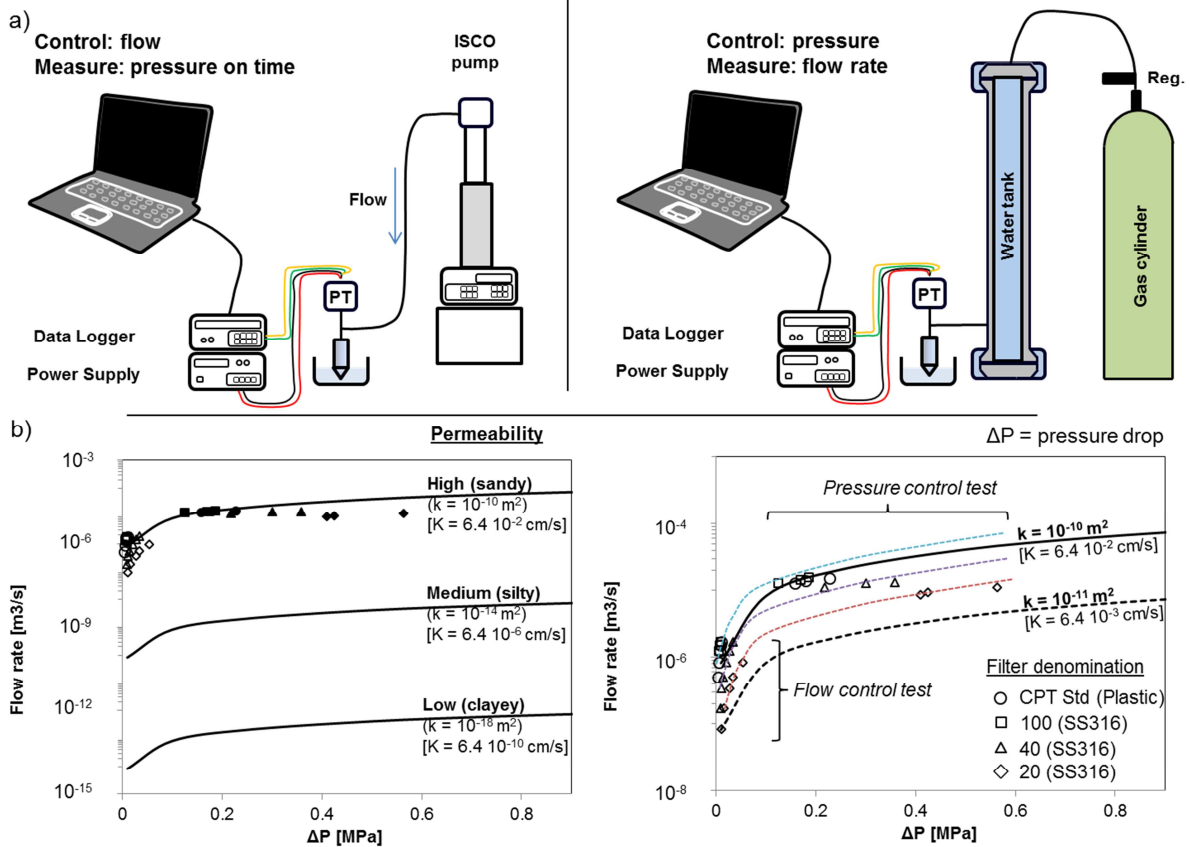 a)
Control: flow
Measure: pressure on time
ISCO
pump
Flow
PT
Data Logger
Power Supply
Control: pressure
Measure: flow rate
Reg.
Water tank
Gas cylinder
PT
Data Logger
Power Supply
b)
Permeability
Flow rate [m3/s]
10⁻³
10⁻⁶
10⁻⁹
10⁻¹²
10⁻¹⁵
High (sandy)
(k = 10⁻¹⁰ m²)
[K = 6.4 10⁻² cm/s]
Medium (silty)
(k = 10⁻¹⁴ m²)
[K = 6.4 10⁻⁶ cm/s]
Low (clayey)
(k = 10⁻¹⁸ m²)
[K = 6.4 10⁻¹⁰ cm/s]
0 0.2 0.4 0.6 0.8
ΔP [MPa]
ΔP = pressure drop
Pressure control test
Flow rate [m3/s]
10⁻⁴
10⁻⁶
10⁻⁸
k = 10⁻¹⁰ m²
[K = 6.4 10⁻² cm/s]
k = 10⁻¹¹ m²
[K = 6.4 10⁻³ cm/s]
Flow control test
Filter denomination
CPT Std (Plastic)
100 (SS316)
40 (SS316)
20 (SS316)
0 0.2 0.4 0.6 0.8
ΔP [MPa]